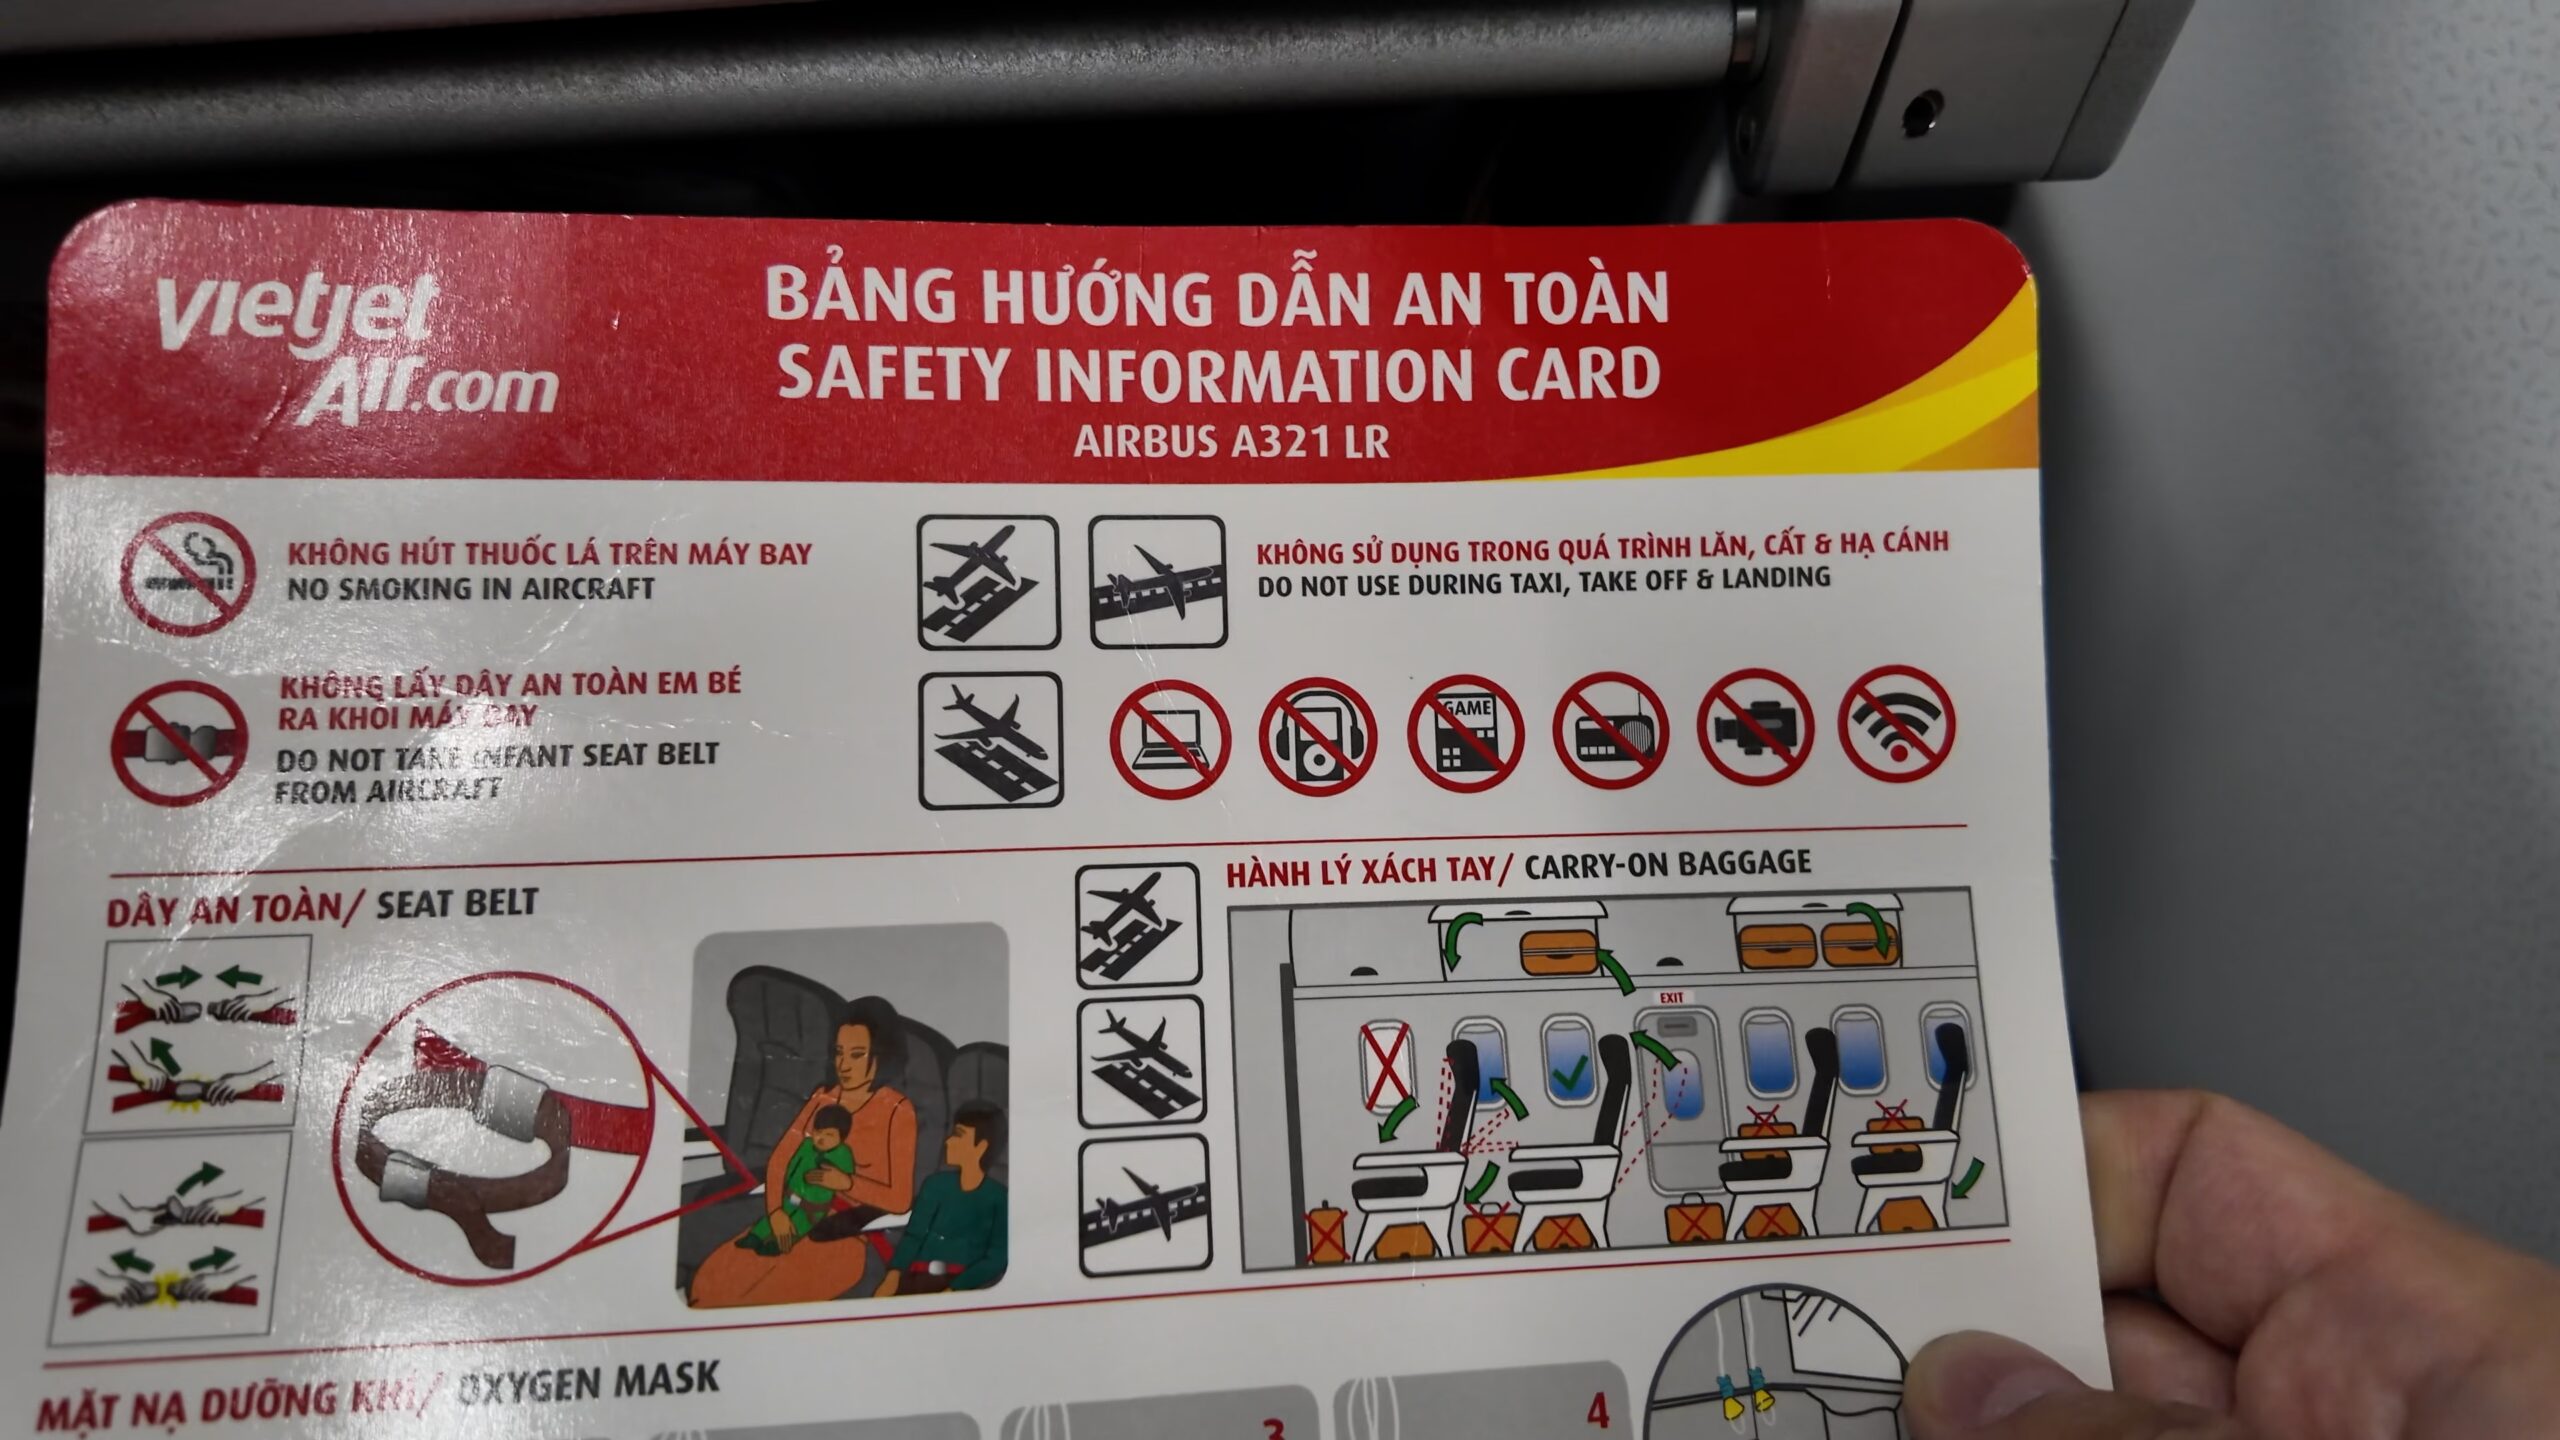 vietjet
Air.com
BẢNG HƯỚNG DẪN AN TOÀN
SAFETY INFORMATION CARD
AIRBUS A321 LR
KHÔNG HÚT THUỐC LÁ TRÊN MÁY BAY
NO SMOKING IN AIRCRAFT
KHÔNG SỬ DỤNG TRONG QUÁ TRÌNH LĂN, CẤT & HẠ CÁNH
DO NOT USE DURING TAXI, TAKE OFF & LANDING
KHÔNG LẤY DÂY AN TOÀN EM BÉ
RA KHỎI MÁY BAY
DO NOT TAKE INFANT SEAT BELT
FROM AIRCRAFT
GAME
DÂY AN TOÀN/ SEAT BELT
HÀNH LÝ XÁCH TAY/ CARRY-ON BAGGAGE
EXIT
MẶT NẠ DƯỠNG KHÍ/ OXYGEN MASK
3
4